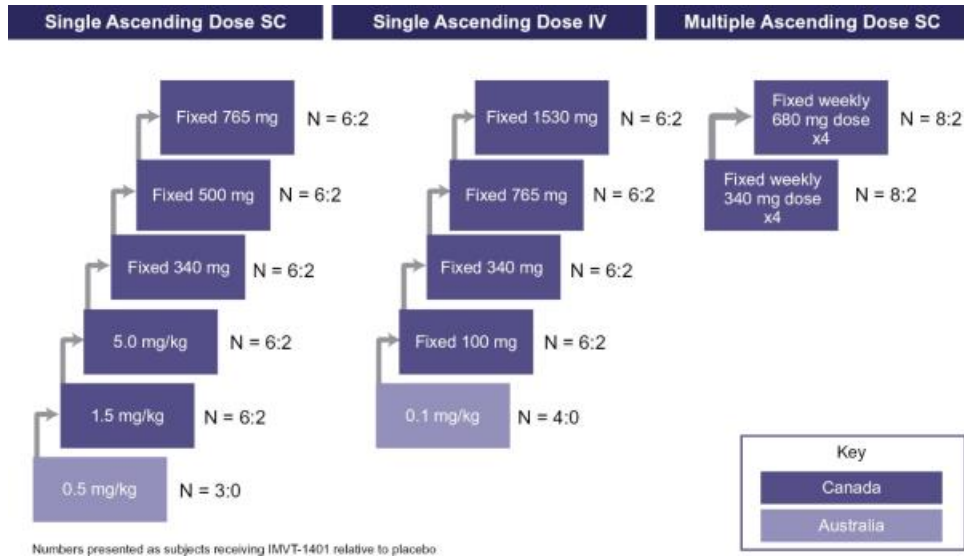 Single Ascending Dose SC
Single Ascending Dose IV
Multiple Ascending Dose SC
Fixed 765 mg
N = 6:2
Fixed 500 mg
N = 6:2
Fixed 340 mg
N = 6:2
5.0 mg/kg
N = 6:2
1.5 mg/kg
N = 6:2
0.5 mg/kg
N = 3:0
Fixed 1530 mg
N = 6:2
Fixed 765 mg
N = 6:2
Fixed 340 mg
N = 6:2
Fixed 100 mg
N = 6:2
0.1 mg/kg
N = 4:0
Fixed weekly
680 mg dose
x4
N = 8:2
Fixed weekly
340 mg dose
x4
N = 8:2
Key
Canada
Australia
Numbers presented as subjects receiving IMVT-1401 relative to placebo